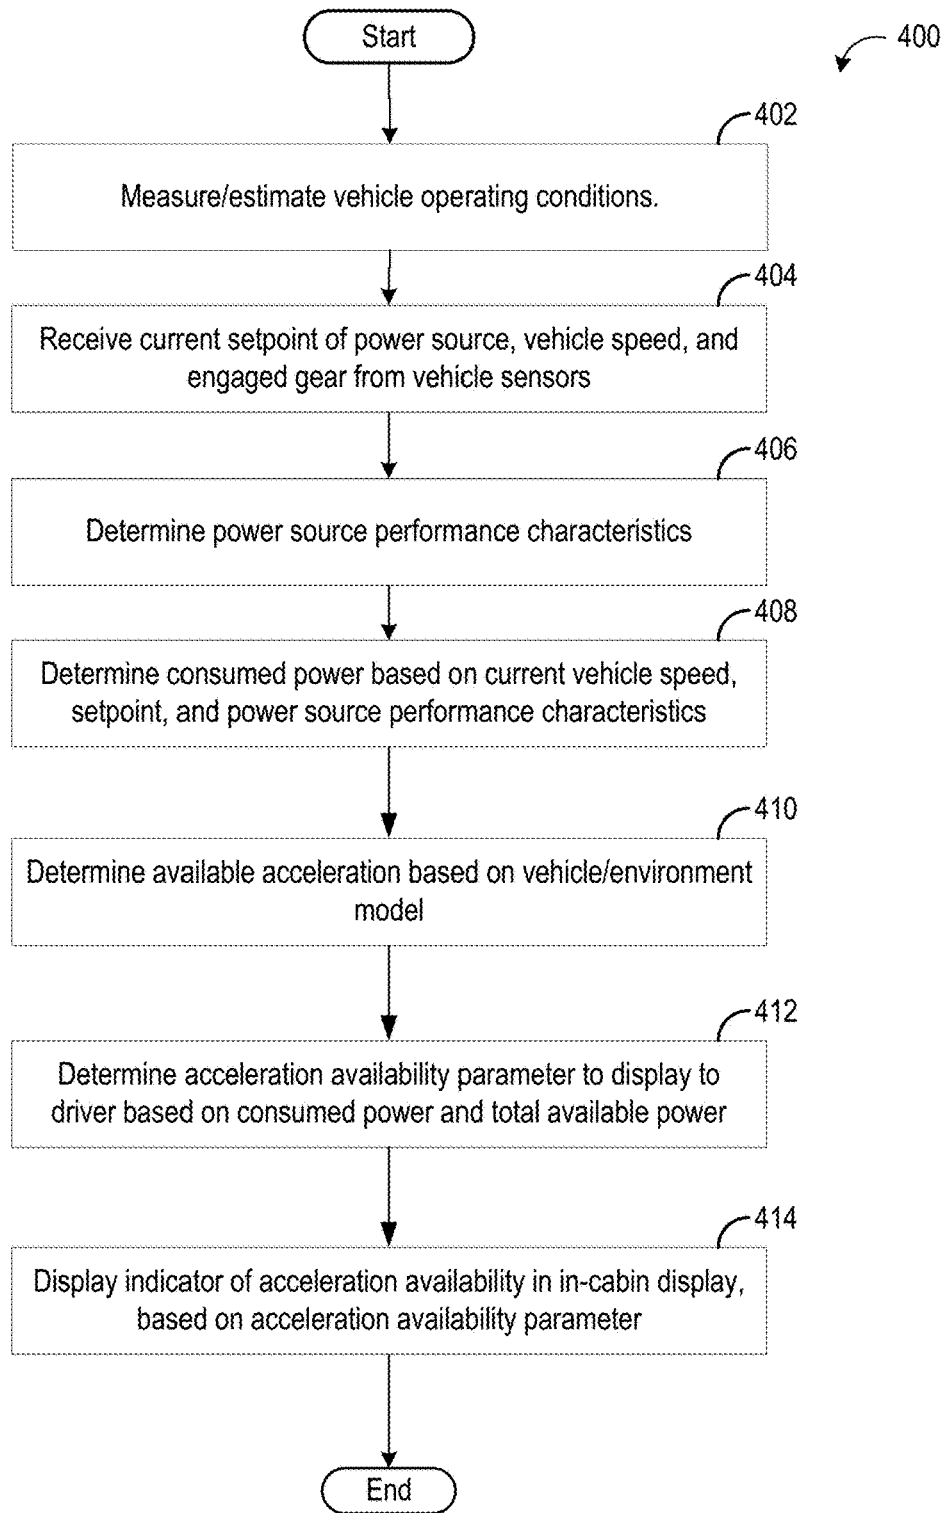 Start
400
402
Measure/estimate vehicle operating conditions.
404
Receive current setpoint of power source, vehicle speed, and
engaged gear from vehicle sensors
406
Determine power source performance characteristics
408
Determine consumed power based on current vehicle speed,
setpoint, and power source performance characteristics
410
Determine available acceleration based on vehicle/environment
model
412
Determine acceleration availability parameter to display to
driver based on consumed power and total available power
414
Display indicator of acceleration availability in in-cabin display,
based on acceleration availability parameter
End